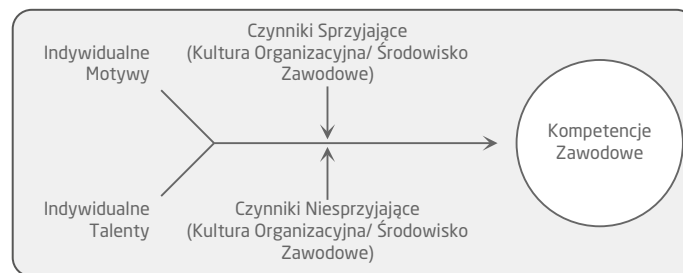 Indywidualne
Motywy
Czynniki Sprzyjające
(Kultura Organizacyjna/ Środowisko
Zawodowe)
Kompetencje
Zawodowe
Indywidualne
Talenty
Czynniki Niesprzyjające
(Kultura Organizacyjna/ Środowisko
Zawodowe)